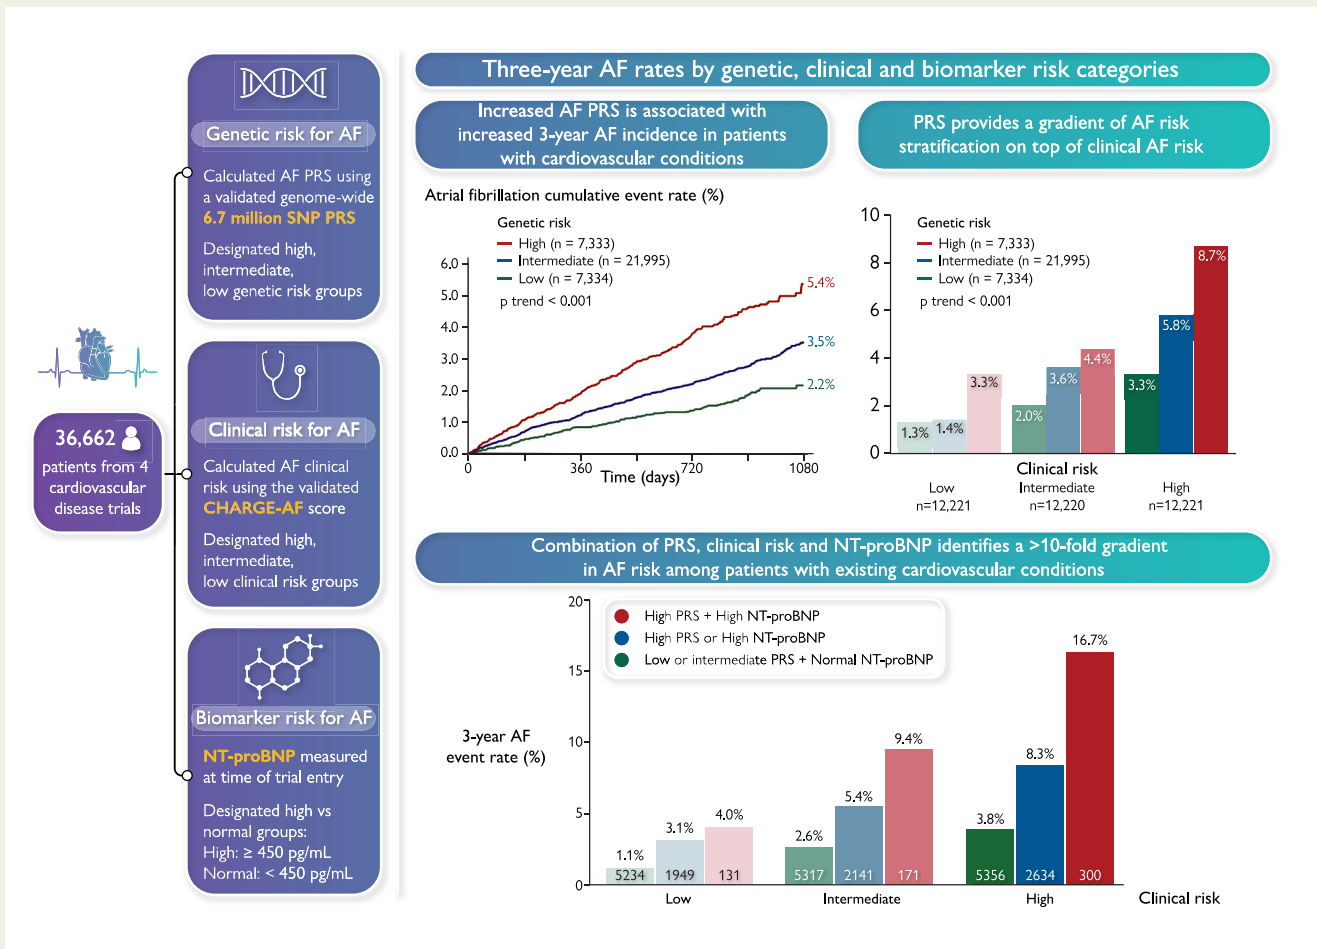 36,662
patients from 4
cardiovascular
disease trials
Genetic risk for AF
Calculated AF PRS using
a validated genome-wide
6.7 million SNP PRS
Designated high,
intermediate,
low genetic risk groups
Clinical risk for AF
Calculated AF clinical
risk using the validated
CHARGE-AF score
Designated high,
intermediate,
low clinical risk groups
Biomarker risk for AF
NT-proBNP measured
at time of trial entry
Designated high vs
normal groups:
High: ≥ 450 pg/mL
Normal: < 450 pg/mL
Three-year AF rates by genetic, clinical and biomarker risk categories
Increased AF PRS is associated with
increased 3-year AF incidence in patients
with cardiovascular conditions
Atrial fibrillation cumulative event rate (%)
Genetic risk
High (n = 7,333)
Intermediate (n = 21,995)
Low (n = 7,334)
p trend < 0.001
6.0
5.0
4.0
3.0
2.0
1.0
0.0
5.4%
3.5%
2.2%
0
360
720
1080
Time (days)
PRS provides a gradient of AF risk
stratification on top of clinical AF risk
Genetic risk
High (n = 7,333)
Intermediate (n = 21,995)
Low (n = 7,334)
p trend < 0.001
10
8
6
4
2
0
1.3%
1.4%
3.3%
2.0%
3.6%
4.4%
3.3%
5.8%
8.7%
Clinical risk
Low
n=12,221
Intermediate
n=12,220
High
n=12,221
Combination of PRS, clinical risk and NT-proBNP identifies a >10-fold gradient
in AF risk among patients with existing cardiovascular conditions
High PRS + High NT-proBNP
High PRS or High NT-proBNP
Low or intermediate PRS + Normal NT-proBNP
3-year AF
event rate (%)
20
15
10
5
0
1.1%
3.1%
4.0%
2.6%
5.4%
9.4%
3.8%
8.3%
16.7%
5234
1949
131
5317
2141
171
5356
2634
300
Low
Intermediate
High
Clinical risk